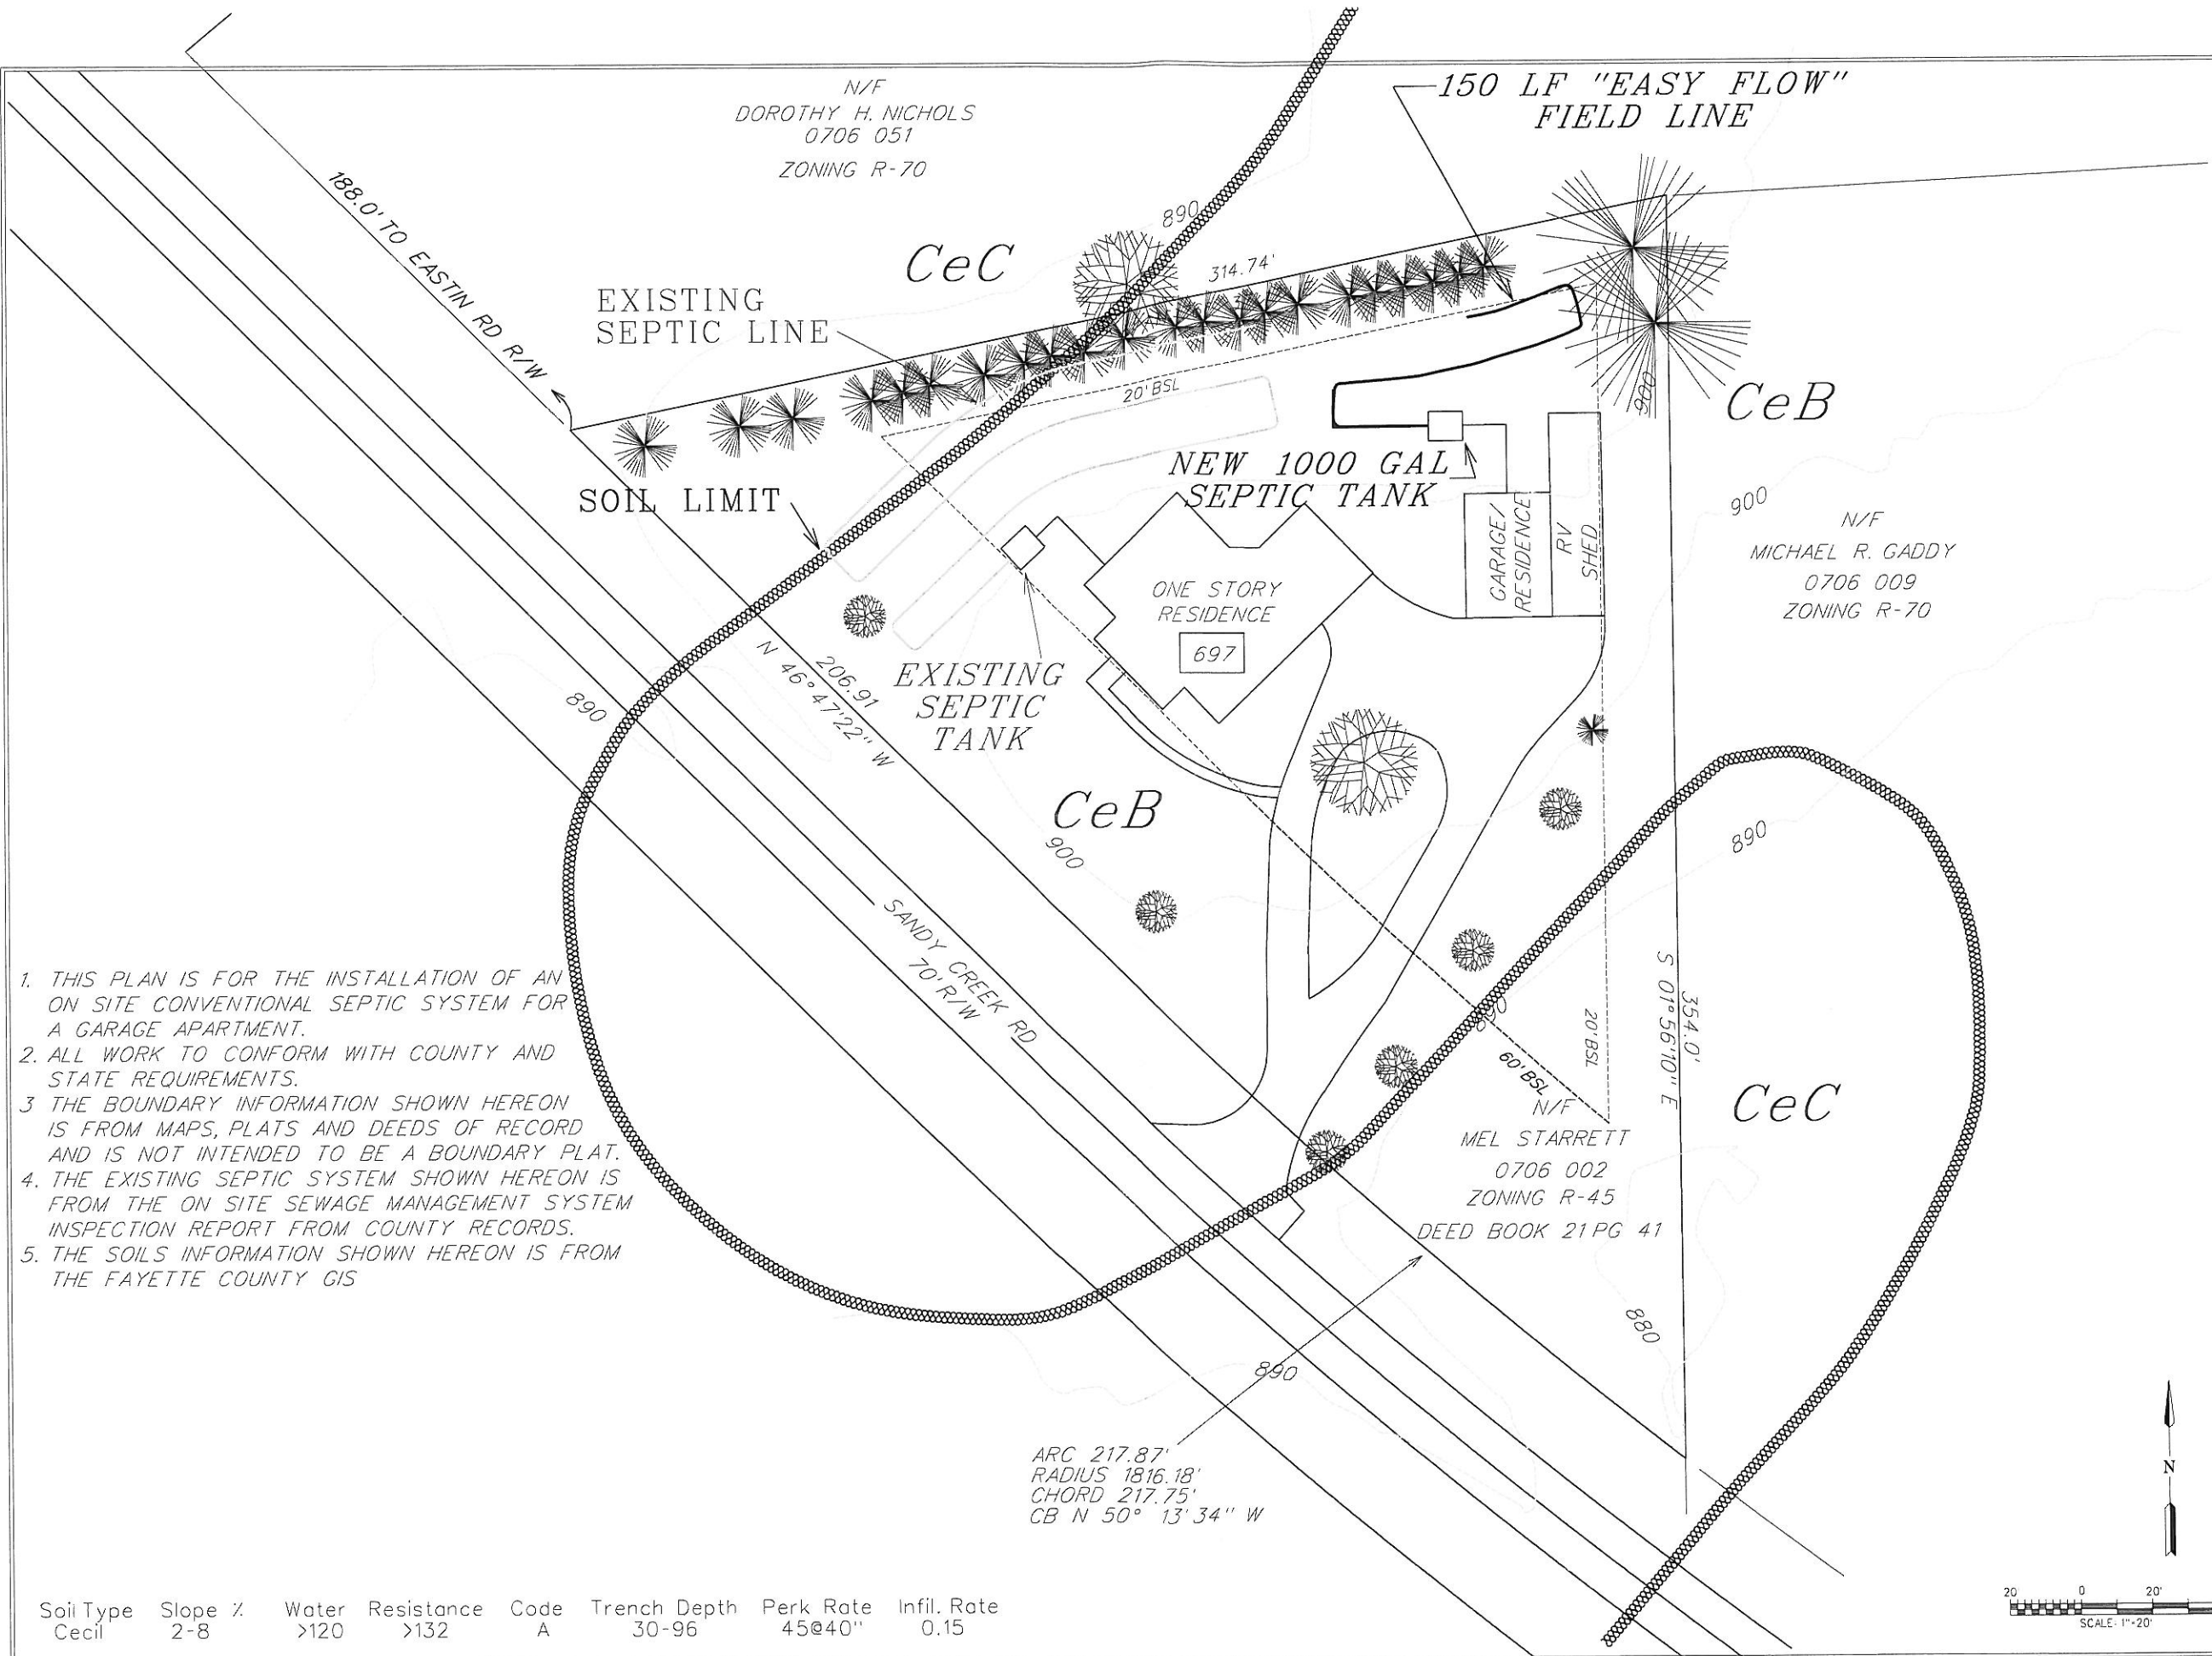 N/F
DOROTHY H. NICHOLS
0706 051
ZONING R-70
150 LF "EASY FLOW"
FIELD LINE
188.0' TO EASTIN RD R/W
890
CeC
314.74'
EXISTING
SEPTIC LINE
20' BSL
900
CeB
NEW 1000 GAL
SEPTIC TANK
SOIL LIMIT
900
N/F
MICHAEL R. GADDY
0706 009
ZONING R-70
GARAGE/
RESIDENCE
RV
SHED
ONE STORY
RESIDENCE
697
EXISTING
SEPTIC
TANK
206.91
N 46°47'22" W
890
CeB
900
890
SANDY CREEK RD
70' R/W
1. THIS PLAN IS FOR THE INSTALLATION OF AN
ON SITE CONVENTIONAL SEPTIC SYSTEM FOR
A GARAGE APARTMENT.
2. ALL WORK TO CONFORM WITH COUNTY AND
STATE REQUIREMENTS.
3 THE BOUNDARY INFORMATION SHOWN HEREON
IS FROM MAPS, PLATS AND DEEDS OF RECORD
AND IS NOT INTENDED TO BE A BOUNDARY PLAT.
4. THE EXISTING SEPTIC SYSTEM SHOWN HEREON IS
FROM THE ON SITE SEWAGE MANAGEMENT SYSTEM
INSPECTION REPORT FROM COUNTY RECORDS.
5. THE SOILS INFORMATION SHOWN HEREON IS FROM
THE FAYETTE COUNTY GIS
20' BSL
354.0'
S 01°56'10" E
60' BSL
N/F
MEL STARRETT
0706 002
ZONING R-45
DEED BOOK 21 PG 41
CeC
880
890
ARC 217.87'
RADIUS 1816.18'
CHORD 217.75'
CB N 50° 13'34" W
N
20 0 20'
SCALE: 1"-20'
Soil Type Slope % Water Resistance Code Trench Depth Perk Rate Infil. Rate
Cecil 2-8 >120 >132 A 30-96 45@40" 0.15